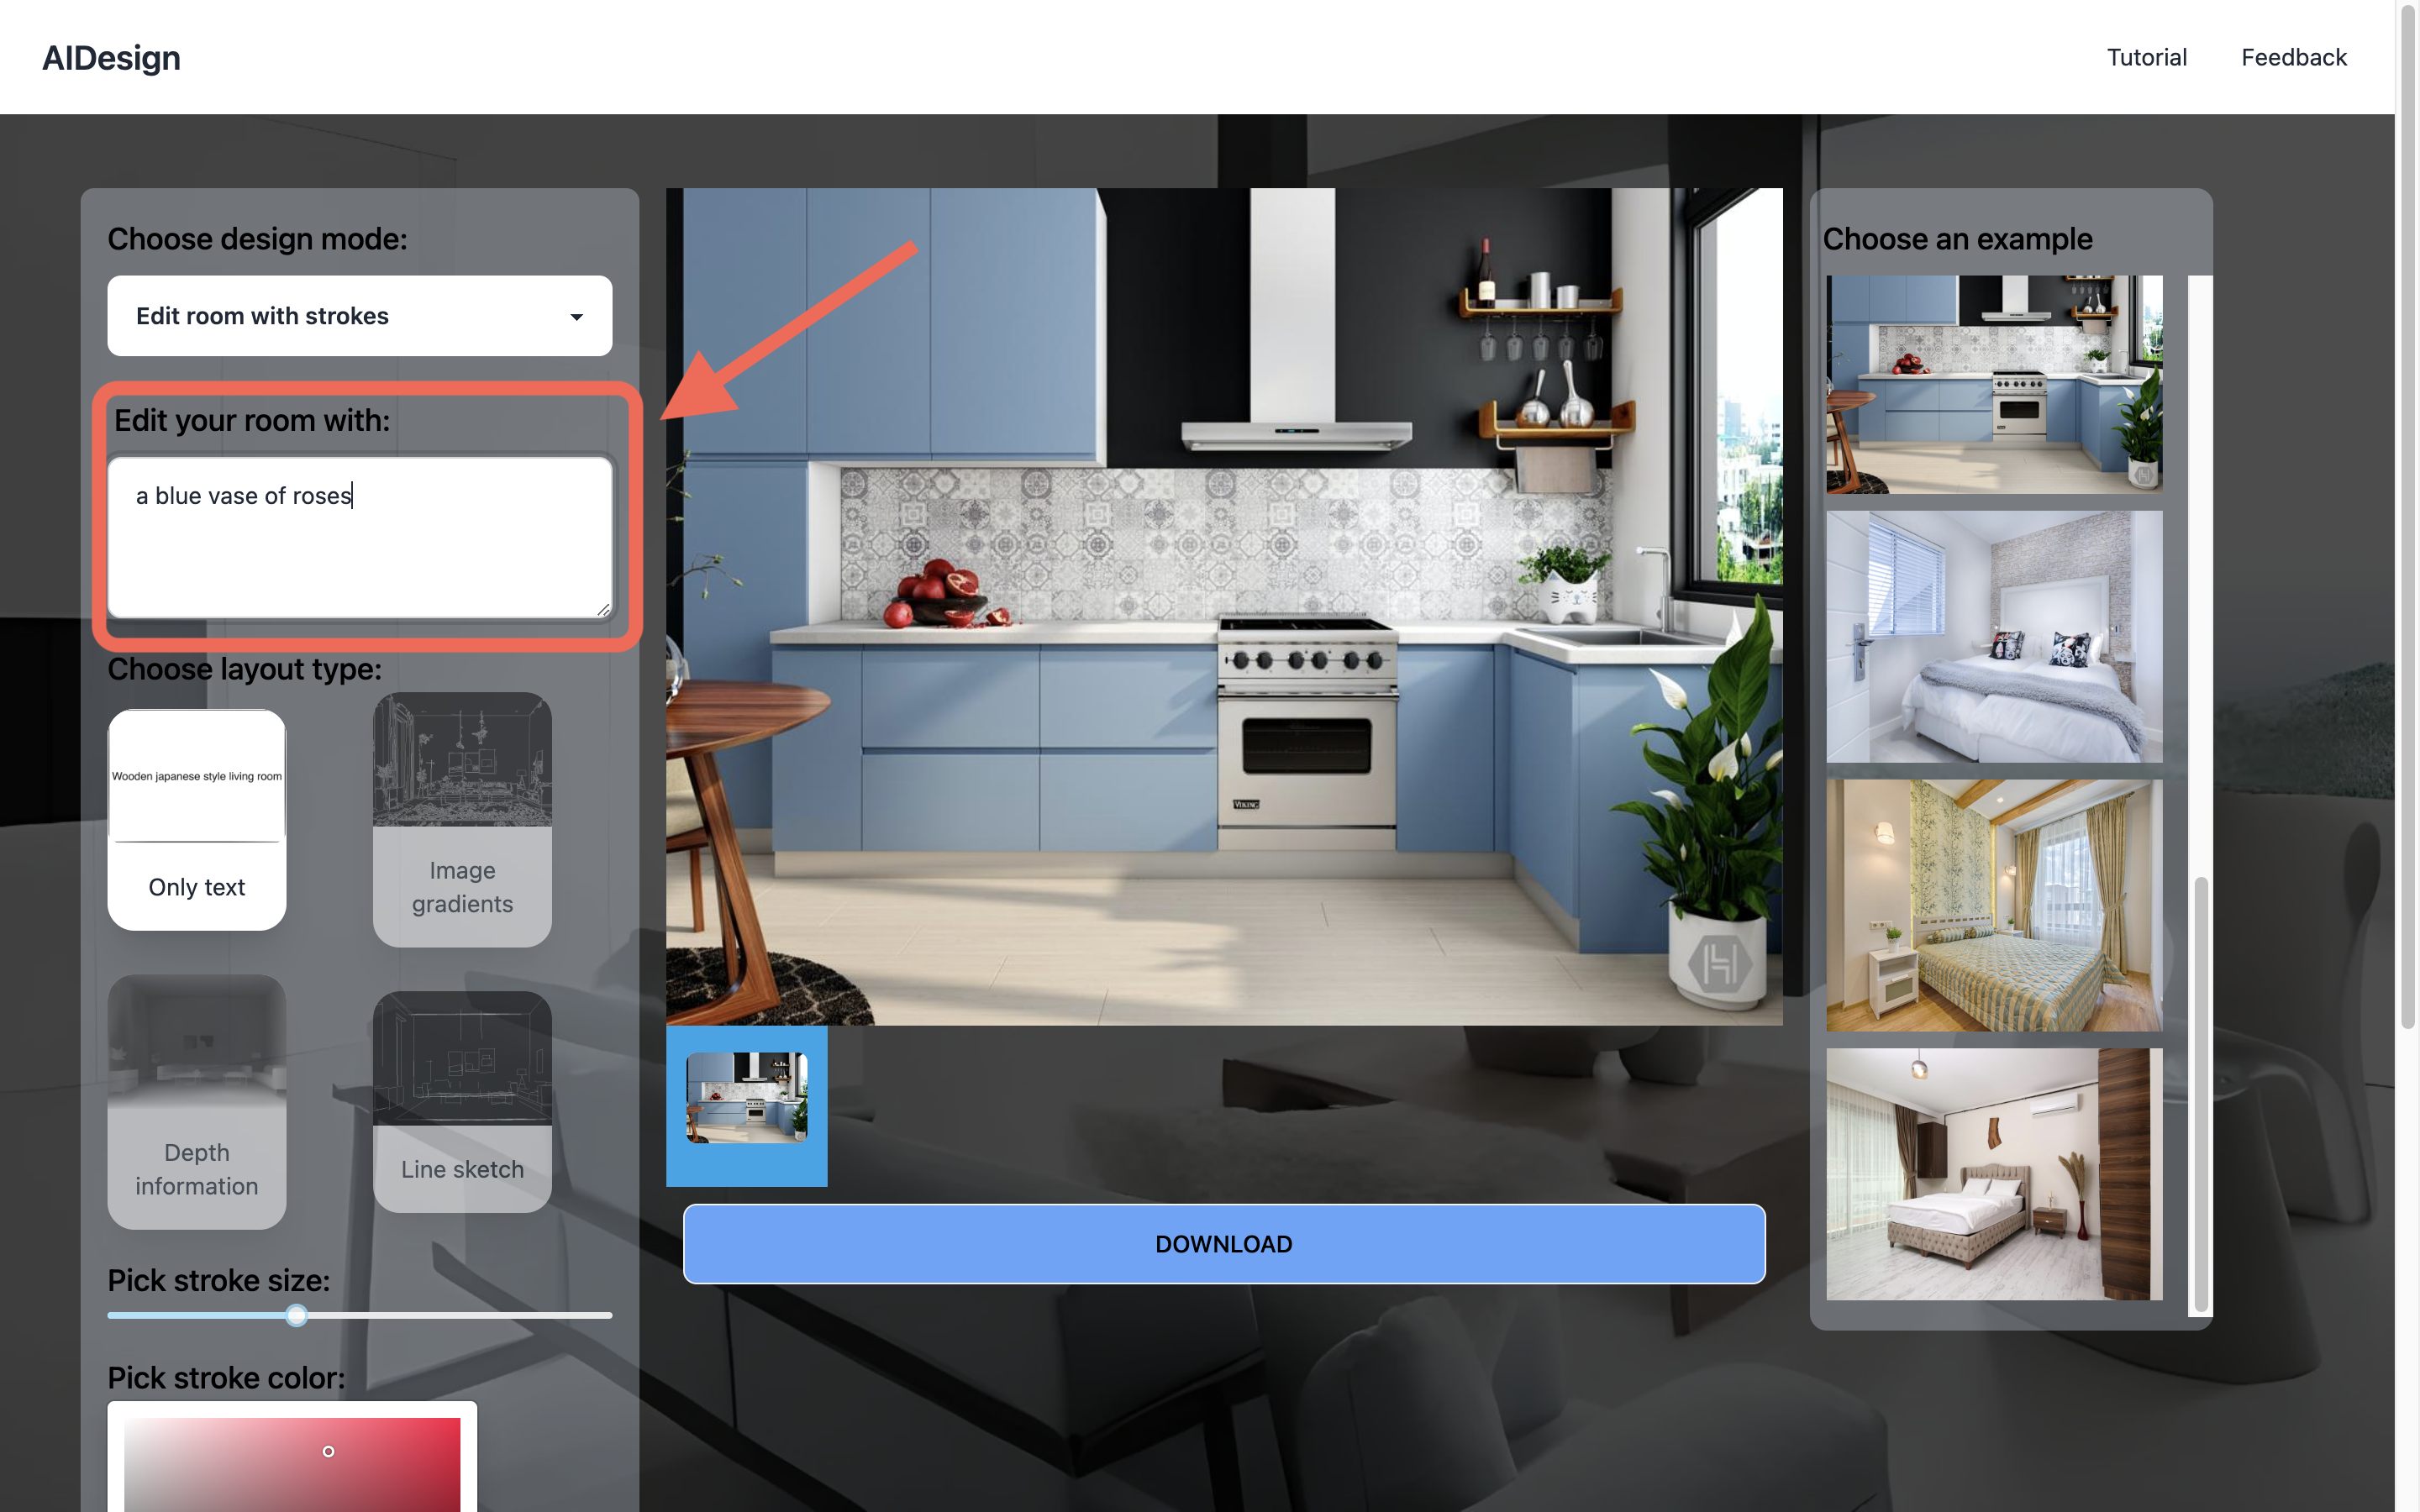 AIDesign
Tutorial
Feedback
Choose design mode:
Edit room with strokes
Edit your room with:
a blue vase of roses
Choose layout type:
Wooden japanese style living room
Only text
Image
gradients
Depth
information
Line sketch
Pick stroke size:
Pick stroke color:
VIKING
DOWNLOAD
Choose an example